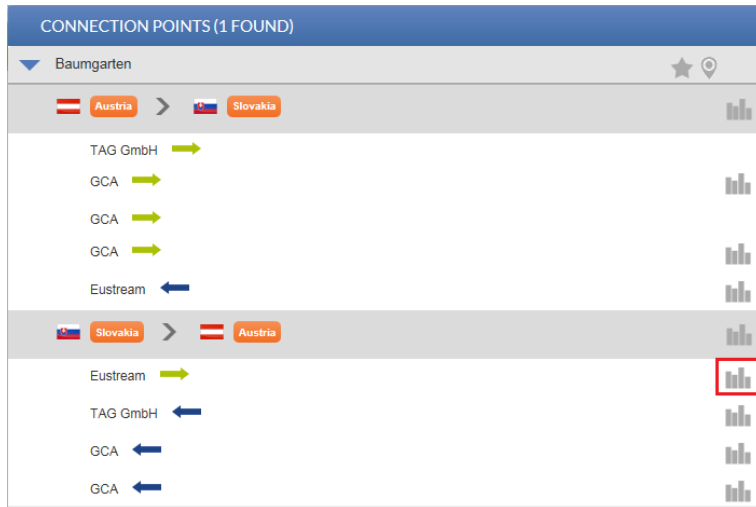 CONNECTION POINTS (1 FOUND)
Baumgarten
Austria Slovakia
TAG GmbH
GCA
GCA
GCA
Eustream
Slovakia Austria
Eustream
TAG GmbH
GCA
GCA